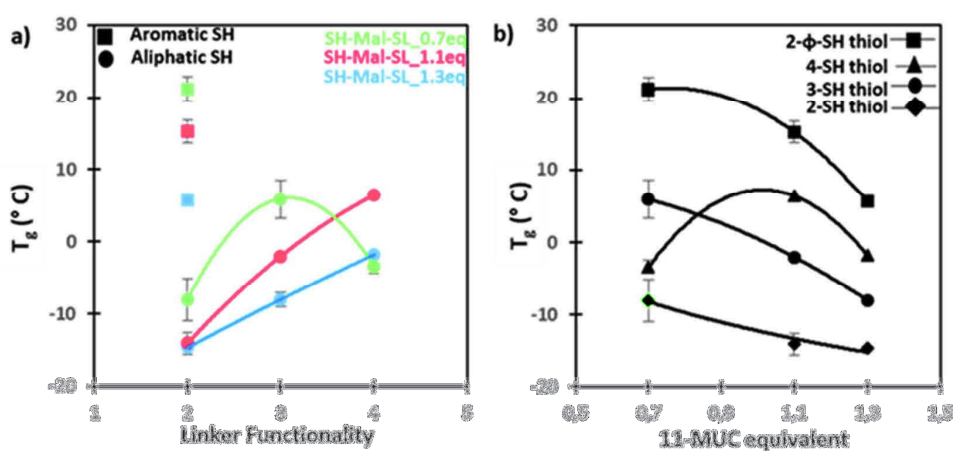 a)
Aromatic SH
Aliphatic SH
SH-Mal-SL_0.7eq
SH-Mal-SL_1.1eq
SH-Mal-SL_1.3eq
30
20
10
0
-10
-20
Tg (° C)
1 2 3 4 5
Linker Functionality
b)
2-ϕ-SH thiol
4-SH thiol
3-SH thiol
2-SH thiol
30
20
10
0
-10
-20
Tg (° C)
0,5 0,7 0,9 1,1 1,3 1,5
11-MUC equivalent